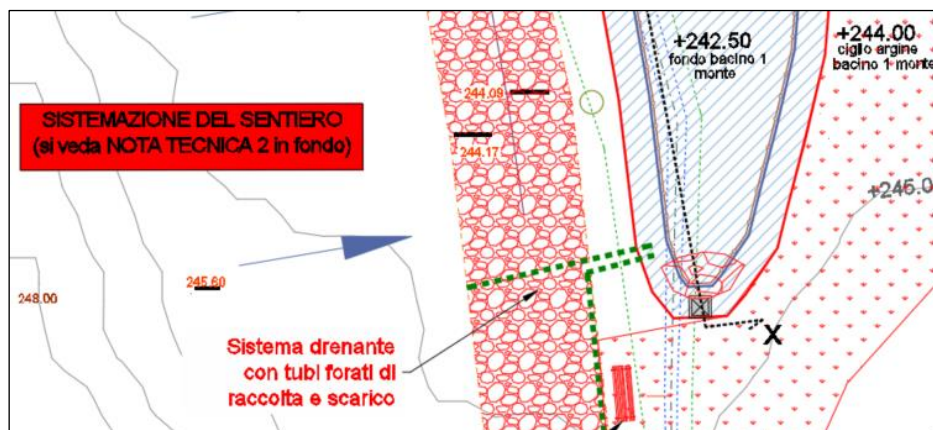 +242.50
fondo bacino 1
monte
+244.00
ciglio argine
bacino 1 monte
SISTEMAZIONE DEL SENTIERO
(si veda NOTA TECNICA 2 in fondo)
244.09
244.17
+245.0
245.60
248.00
X
Sistema drenante
con tubi forati di
raccolta e scarico